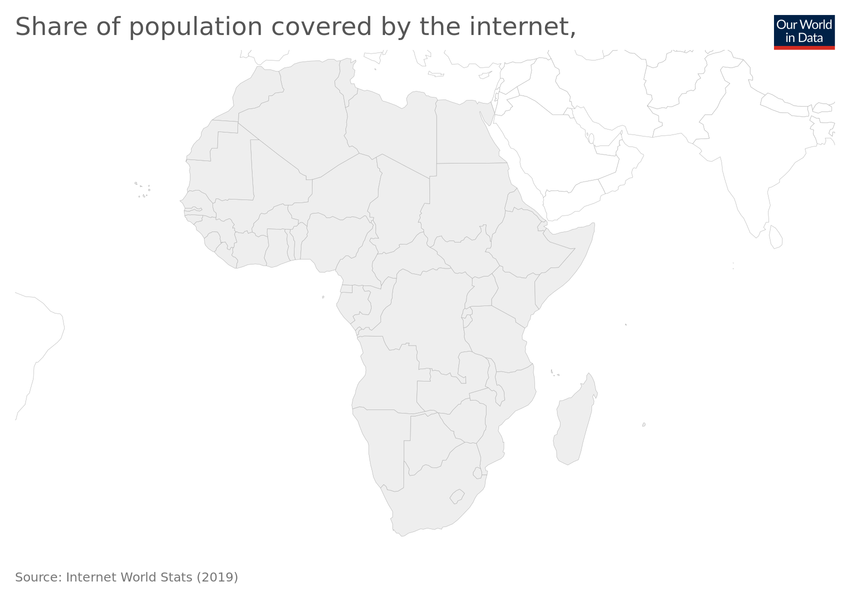 Share of population covered by the internet,
Our World
in Data
Source: Internet World Stats (2019)